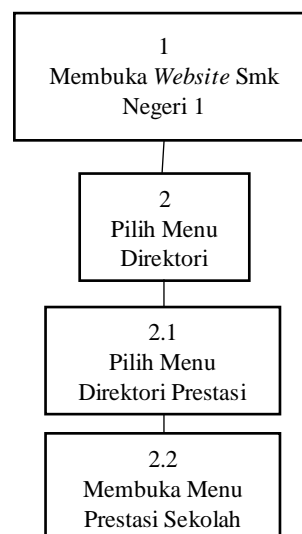 1
Membuka Website Smk
Negeri 1
2
Pilih Menu
Direktori
2.1
Pilih Menu
Direktori Prestasi
2.2
Membuka Menu
Prestasi Sekolah